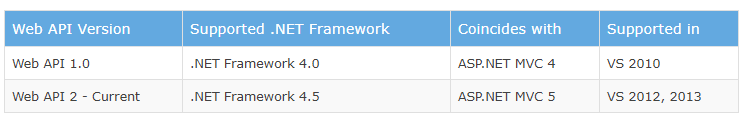 Web API Version Supported .NET Framework Coincides with Supported in
Web API 1.0 .NET Framework 4.0 ASP.NET MVC 4 VS 2010
Web API 2 - Current .NET Framework 4.5 ASP.NET MVC 5 VS 2012, 2013